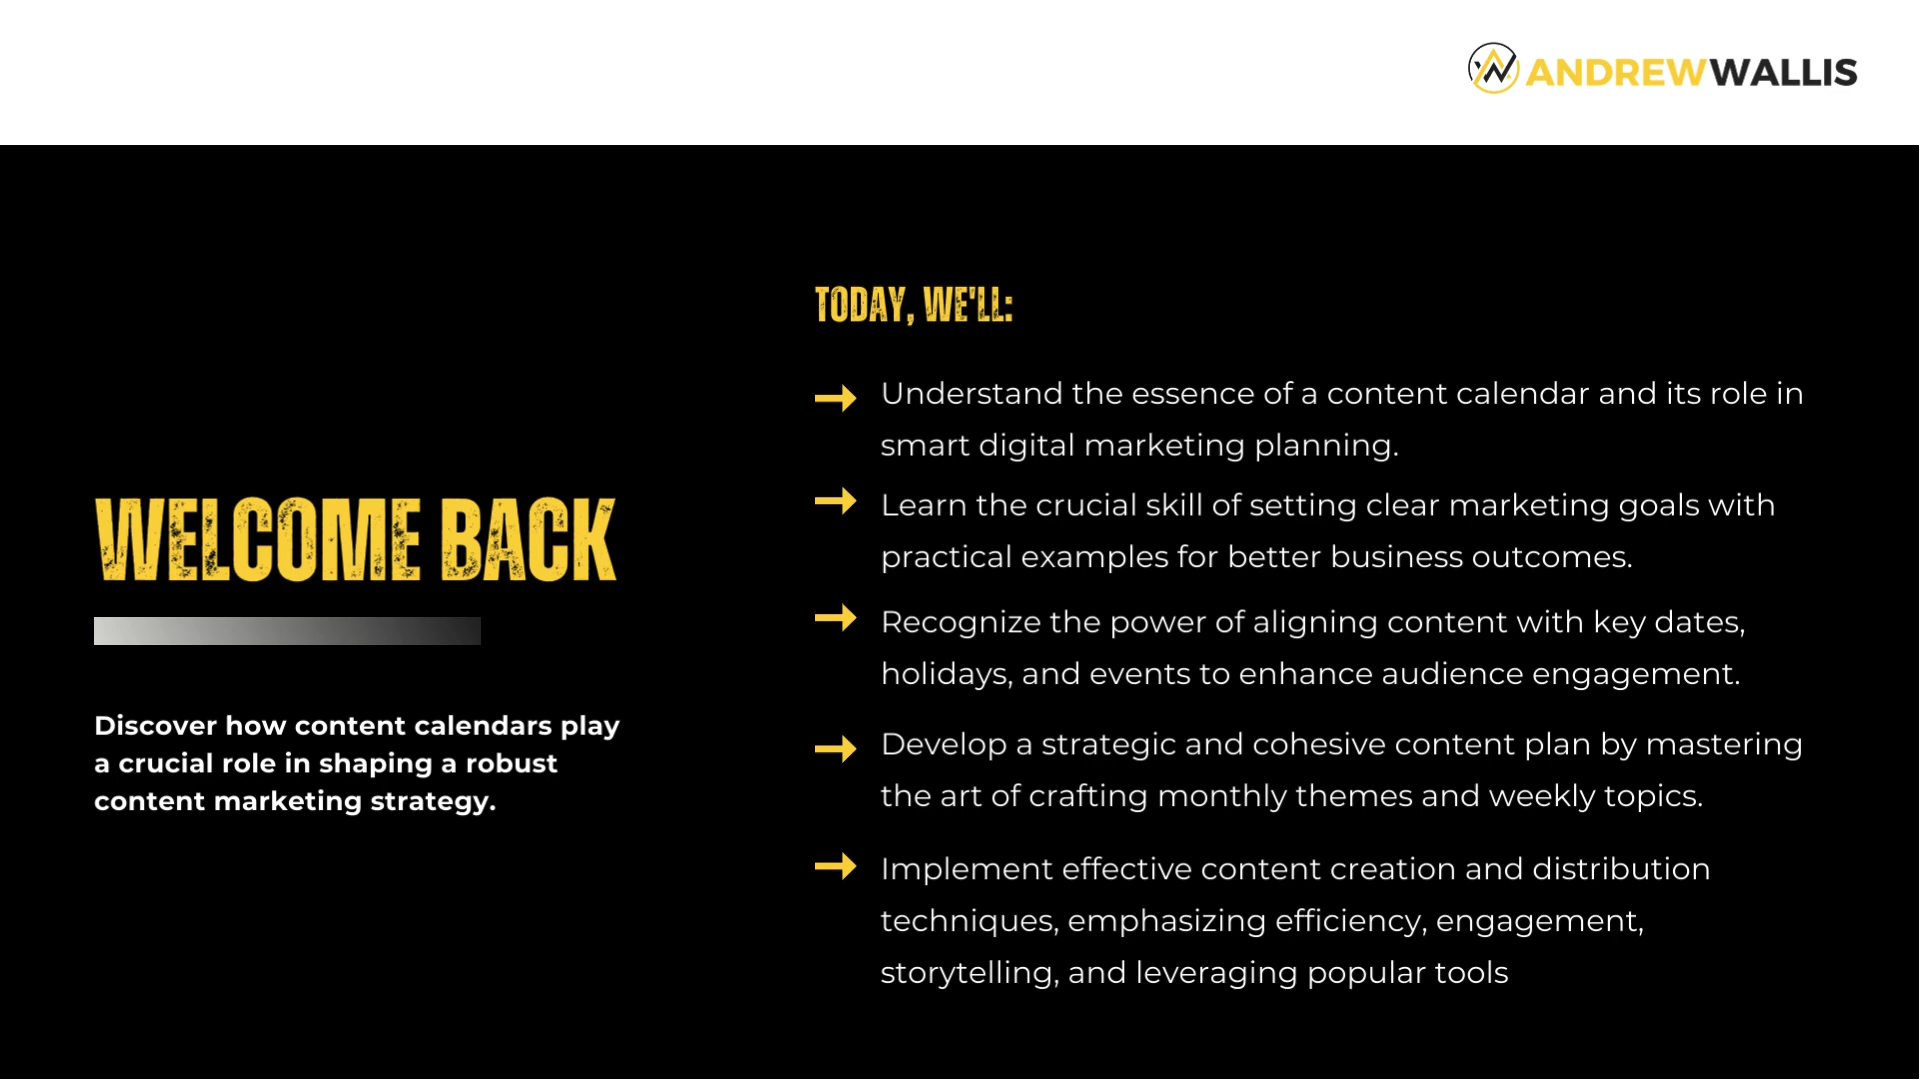 ANDREWWALLIS
WELCOME BACK
Discover how content calendars play
a crucial role in shaping a robust
content marketing strategy.
TODAY, WE'LL:
Understand the essence of a content calendar and its role in
smart digital marketing planning.
Learn the crucial skill of setting clear marketing goals with
practical examples for better business outcomes.
Recognize the power of aligning content with key dates,
holidays, and events to enhance audience engagement.
Develop a strategic and cohesive content plan by mastering
the art of crafting monthly themes and weekly topics.
Implement effective content creation and distribution
techniques, emphasizing efficiency, engagement,
storytelling, and leveraging popular tools